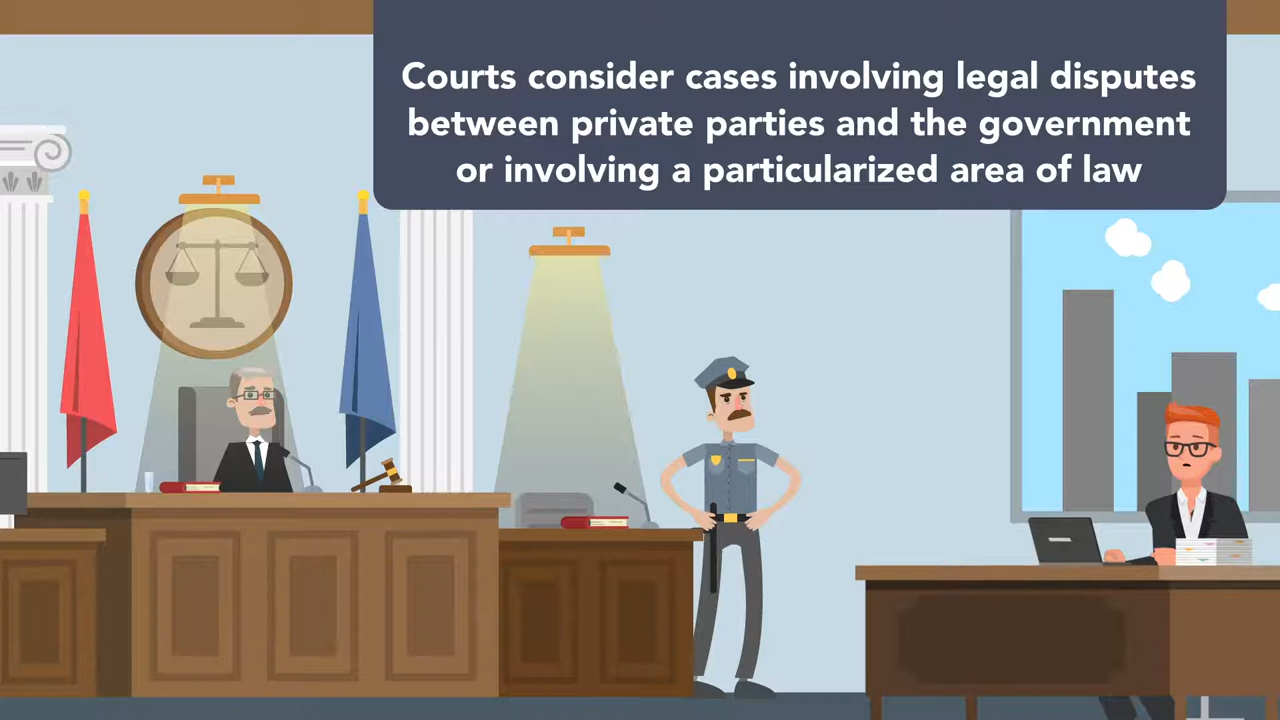 Courts consider cases involving legal disputes
between private parties and the government
or involving a particularized area of law